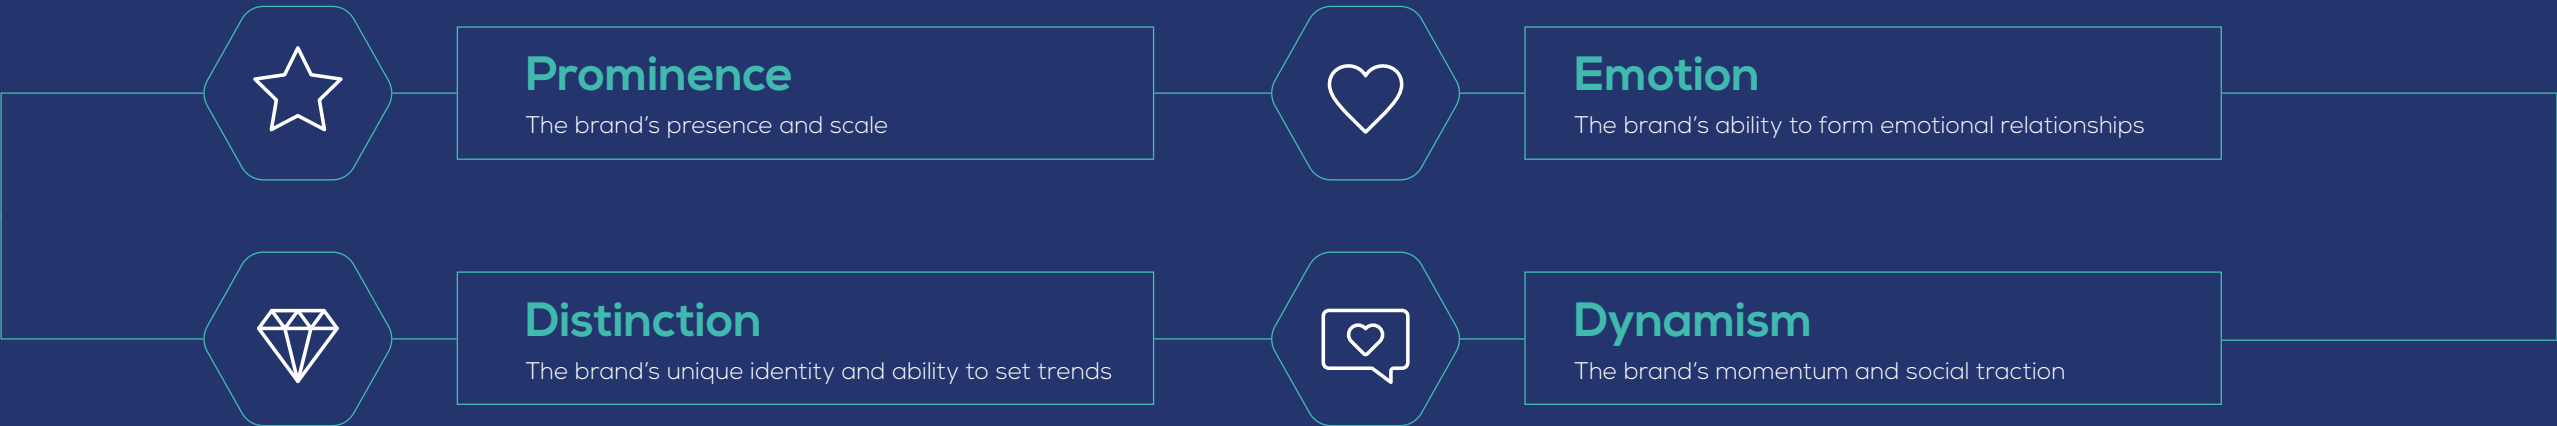 Prominence
The brand’s presence and scale
Emotion
The brand’s ability to form emotional relationships
Distinction
The brand’s unique identity and ability to set trends
Dynamism
The brand’s momentum and social traction